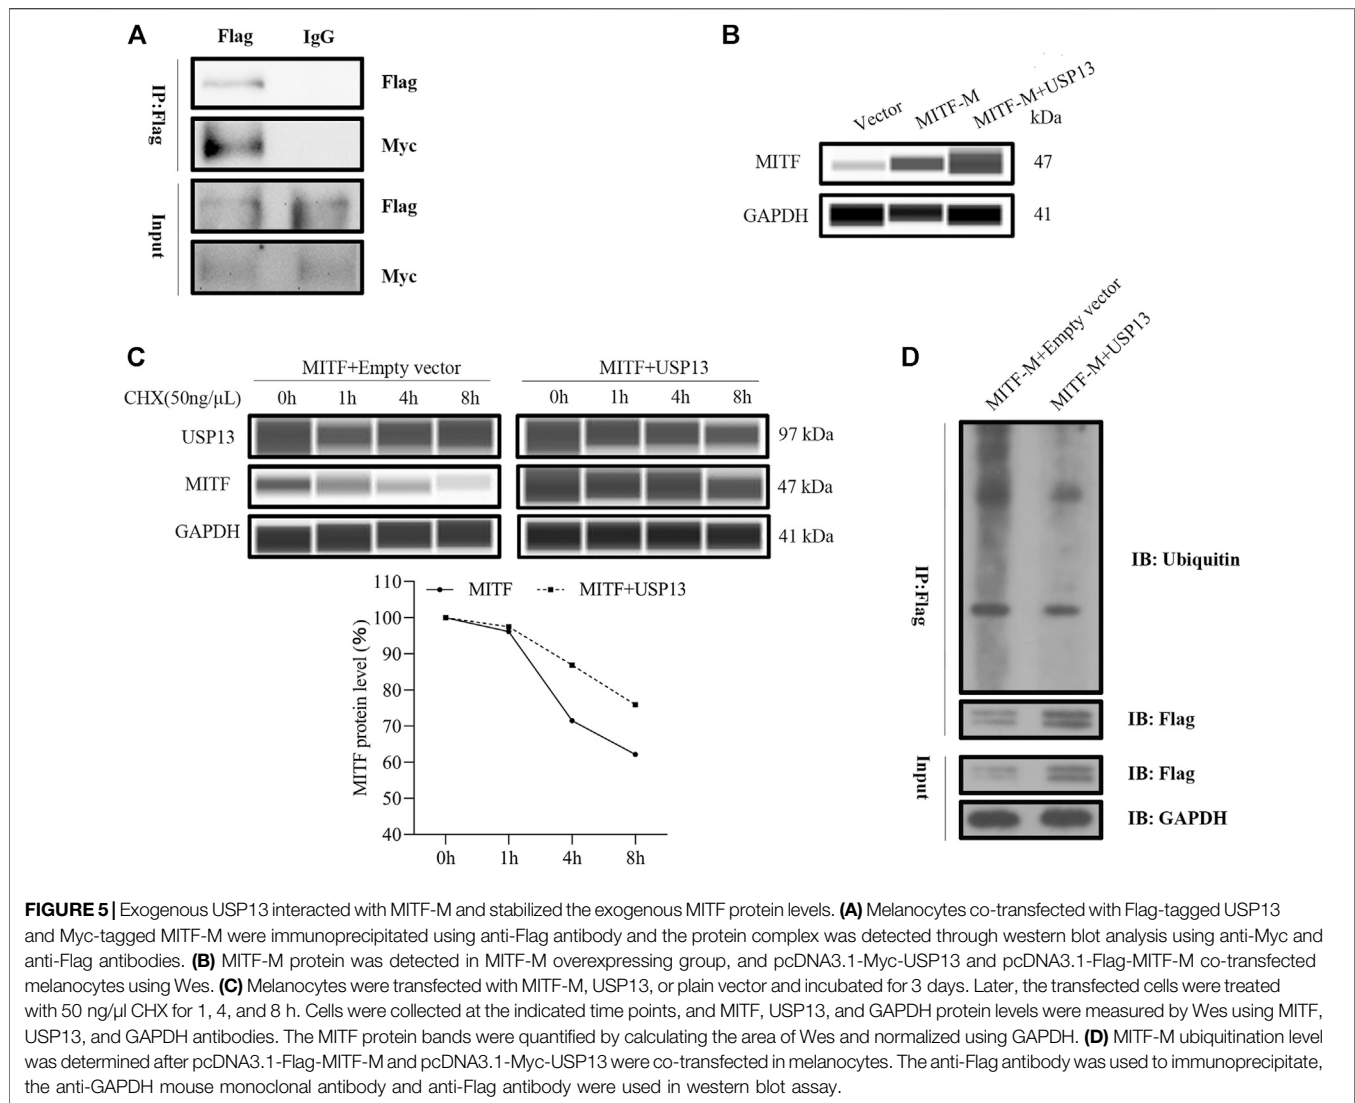 A
Flag IgG
IP:Flag
Flag
Myc
Input
Flag
Myc
B
Vector MITF-M MITF-M+USP13
kDa
MITF 47
GAPDH 41
C
MITF+Empty vector MITF+USP13
CHX(50ng/μL) 0h 1h 4h 8h 0h 1h 4h 8h
USP13 97 kDa
MITF 47 kDa
GAPDH 41 kDa
MITF MITF+USP13
MITF protein level (%)
110
100
90
80
70
60
50
40
0h 1h 4h 8h
D
MITF-M+Empty vector MITF-M+USP13
IP:Flag
IB: Ubiquitin
IB: Flag
Input
IB: Flag
IB: GAPDH
FIGURE 5 | Exogenous USP13 interacted with MITF-M and stabilized the exogenous MITF protein levels. (A) Melanocytes co-transfected with Flag-tagged USP13
and Myc-tagged MITF-M were immunoprecipitated using anti-Flag antibody and the protein complex was detected through western blot analysis using anti-Myc and
anti-Flag antibodies. (B) MITF-M protein was detected in MITF-M overexpressing group, and pcDNA3.1-Myc-USP13 and pcDNA3.1-Flag-MITF-M co-transfected
melanocytes using Wes. (C) Melanocytes were transfected with MITF-M, USP13, or plain vector and incubated for 3 days. Later, the transfected cells were treated
with 50 ng/μl CHX for 1, 4, and 8 h. Cells were collected at the indicated time points, and MITF, USP13, and GAPDH protein levels were measured by Wes using MITF,
USP13, and GAPDH antibodies. The MITF protein bands were quantified by calculating the area of Wes and normalized using GAPDH. (D) MITF-M ubiquitination level
was determined after pcDNA3.1-Flag-MITF-M and pcDNA3.1-Myc-USP13 were co-transfected in melanocytes. The anti-Flag antibody was used to immunoprecipitate,
the anti-GAPDH mouse monoclonal antibody and anti-Flag antibody were used in western blot assay.